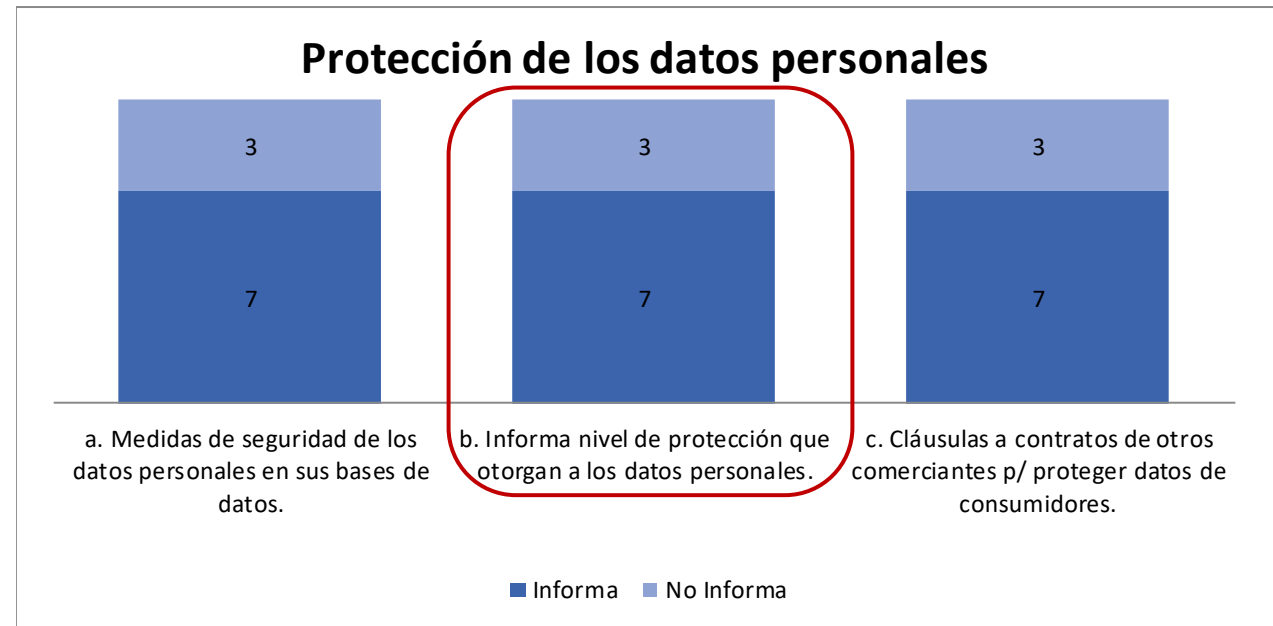 Protección de los datos personales
3
3
3
7
7
7
a. Medidas de seguridad de los
datos personales en sus bases de
datos.
b. Informa nivel de protección que
otorgan a los datos personales.
c. Cláusulas a contratos de otros
comerciantes p/ proteger datos de
consumidores.
Informa
No Informa